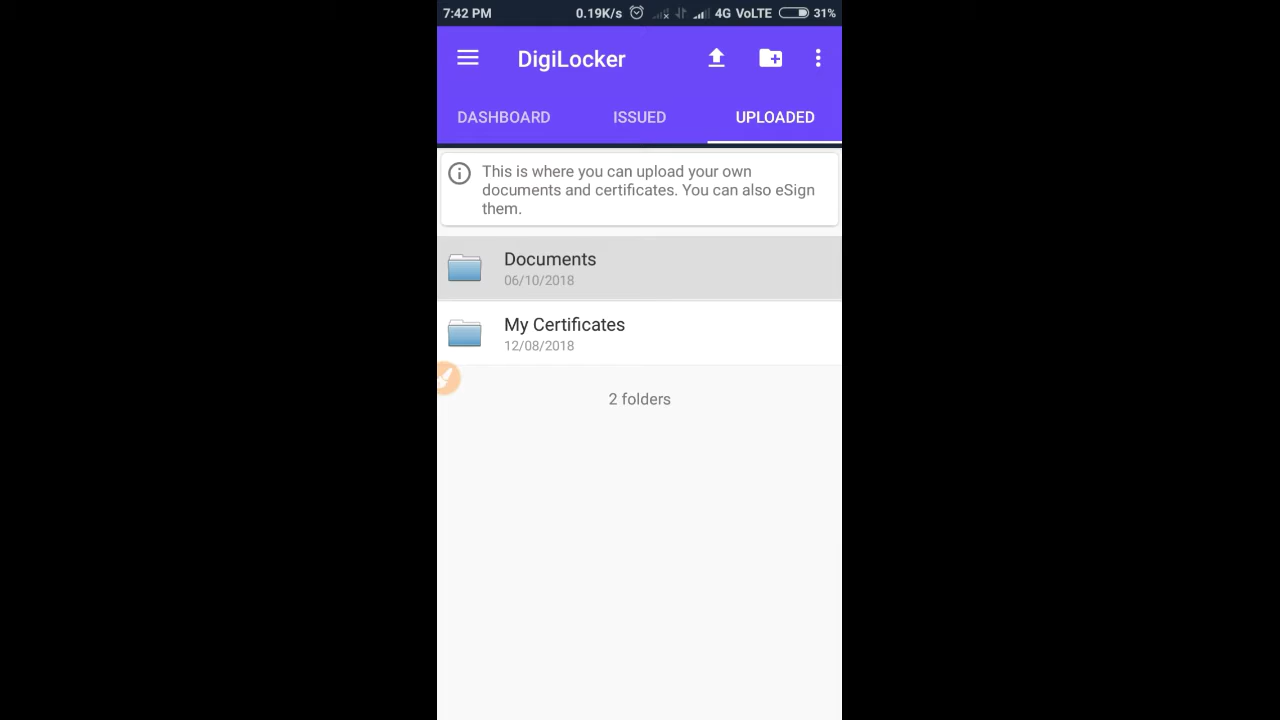 7:42 PM 0.19K/s 4G VoLTE 31%
DigiLocker
DASHBOARD ISSUED UPLOADED
This is where you can upload your own
documents and certificates. You can also eSign
them.
Documents
06/10/2018
My Certificates
12/08/2018
2 folders